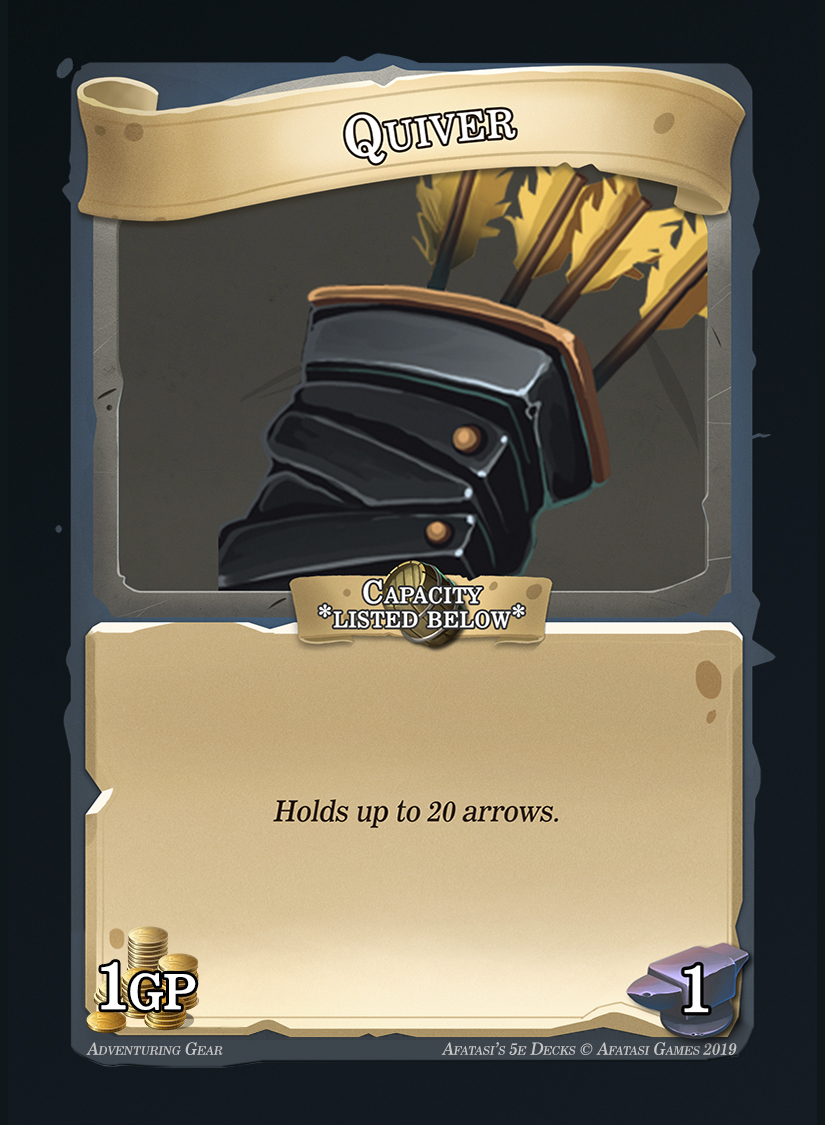 Quiver
Capacity
*listed below*
Holds up to 20 arrows.
1GP
1
Adventuring Gear
Afatasi's 5e Decks © Afatasi Games 2019